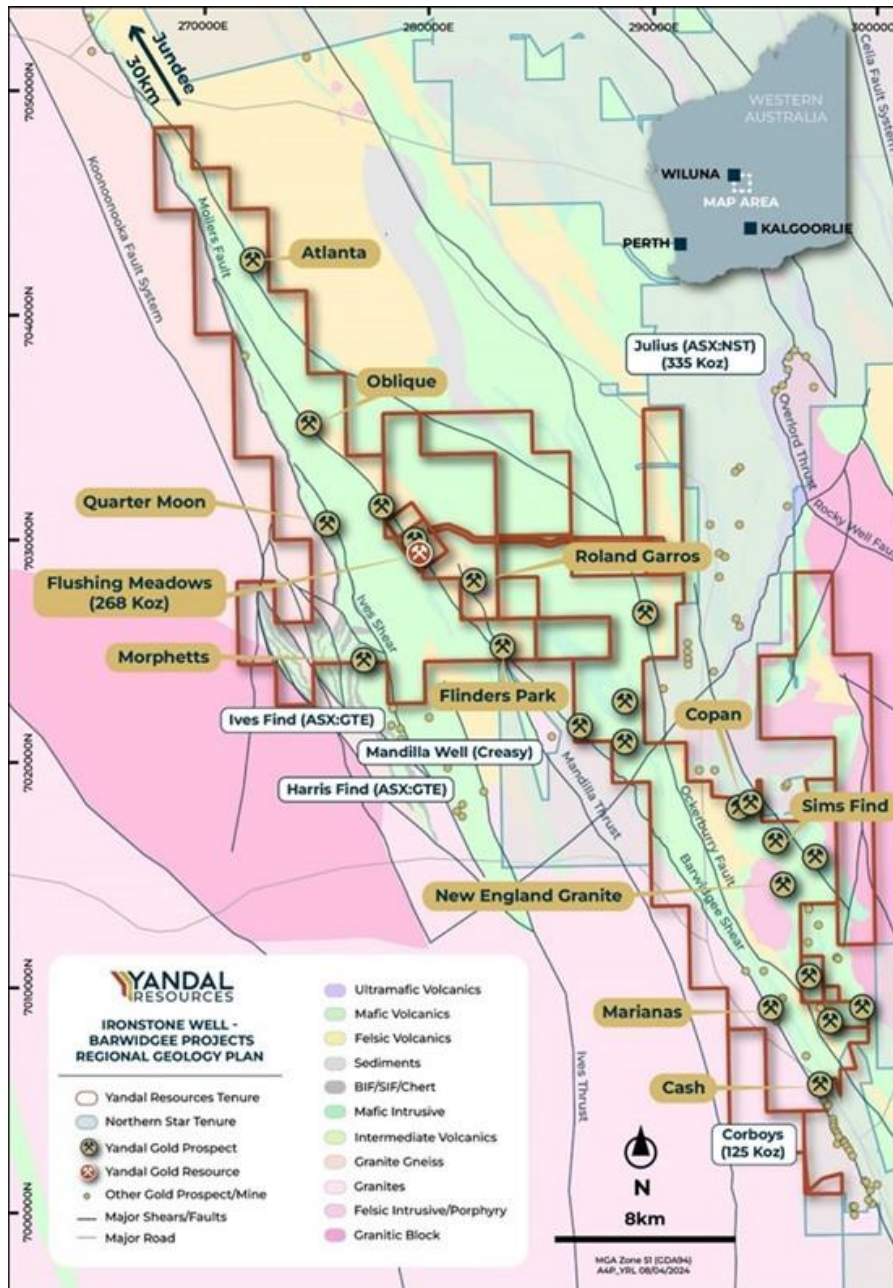 270000E
280000E
290000E
300000
7050000N
7040000N
7030000N
7020000N
7010000N
7000000N
Jundee
30km
Koonoonooka Fault System
Moilers Fault
Celia Fault System
WESTERN
AUSTRALIA
WILUNA
MAP AREA
KALGOORLIE
PERTH
Atlanta
Julius (ASX:NST)
(335 Koz)
Oblique
Overlord Thrust
Rocky Well Fau
Quarter Moon
Roland Garros
Flushing Meadows
(268 Koz)
Ives Shear
Morphetts
Flinders Park
Ives Find (ASX:GTE)
Copan
Mandilla Well (Creasy)
Mandilla Thrust
Harris Find (ASX:GTE)
Sims Find
Ockerburry Fault
Barwidgee Shear
New England Granite
Marianas
Cash
Ives Thrust
Corboys
(125 Koz)
YANDAL
RESOURCES
IRONSTONE WELL -
BARWIDGEE PROJECTS
REGIONAL GEOLOGY PLAN
Yandal Resources Tenure
Northern Star Tenure
Yandal Gold Prospect
Yandal Gold Resource
Other Gold Prospect/Mine
Major Shears/Faults
Major Road
Ultramafic Volcanics
Mafic Volcanics
Felsic Volcanics
Sediments
BIF/SIF/Chert
Mafic Intrusive
Intermediate Volcanics
Granite Gneiss
Granites
Felsic Intrusive/Porphyry
Granitic Block
N
8km
MGA Zone 51 (GDA94)
A4P_YRL 08/04/2024